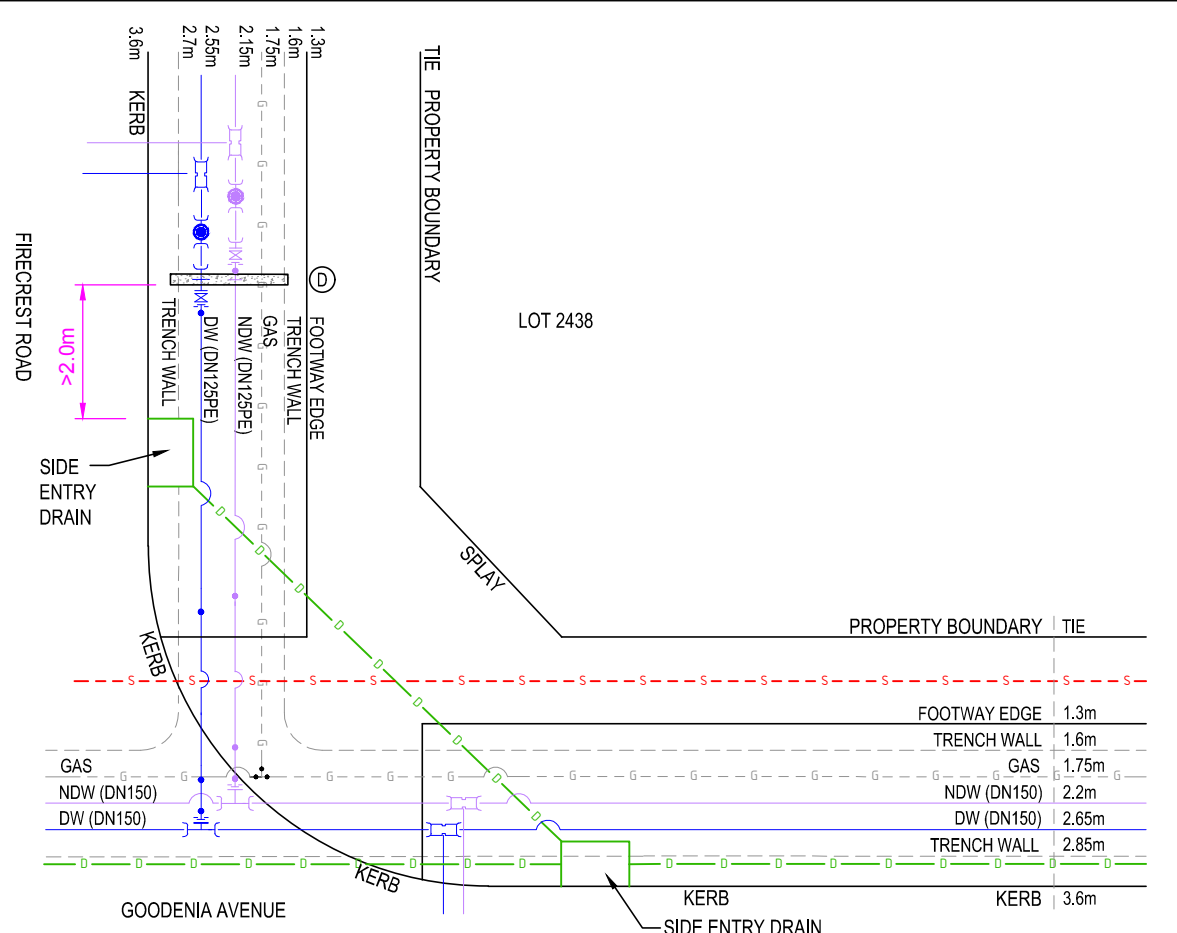 3.6m
2.7m
2.55m
2.15m
1.75m
1.6m
1.3m
TIE
KERB
PROPERTY BOUNDARY
G
G
G
D
LOT 2438
FIRECREST ROAD
>2.0m
TRENCH WALL
DW (DN125PE)
NDW (DN125PE)
GAS
TRENCH WALL
FOOTWAY EDGE
G
G
G
G
G
G
SIDE
ENTRY
DRAIN
D
D
D
D
D
D
D
D
SPLAY
KERB
PROPERTY BOUNDARY TIE
S S S S S S S S S S S S S S S S S
FOOTWAY EDGE 1.3m
TRENCH WALL 1.6m
GAS
GAS 1.75m
G G G G G G G G G G G G G G
NDW (DN150)
NDW (DN150) 2.2m
DW (DN150)
DW (DN150) 2.65m
TRENCH WALL 2.85m
D D D D D D D D D D D D D D D D
KERB
KERB
KERB 3.6m
GOODENIA AVENUE
SIDE ENTRY DRAIN